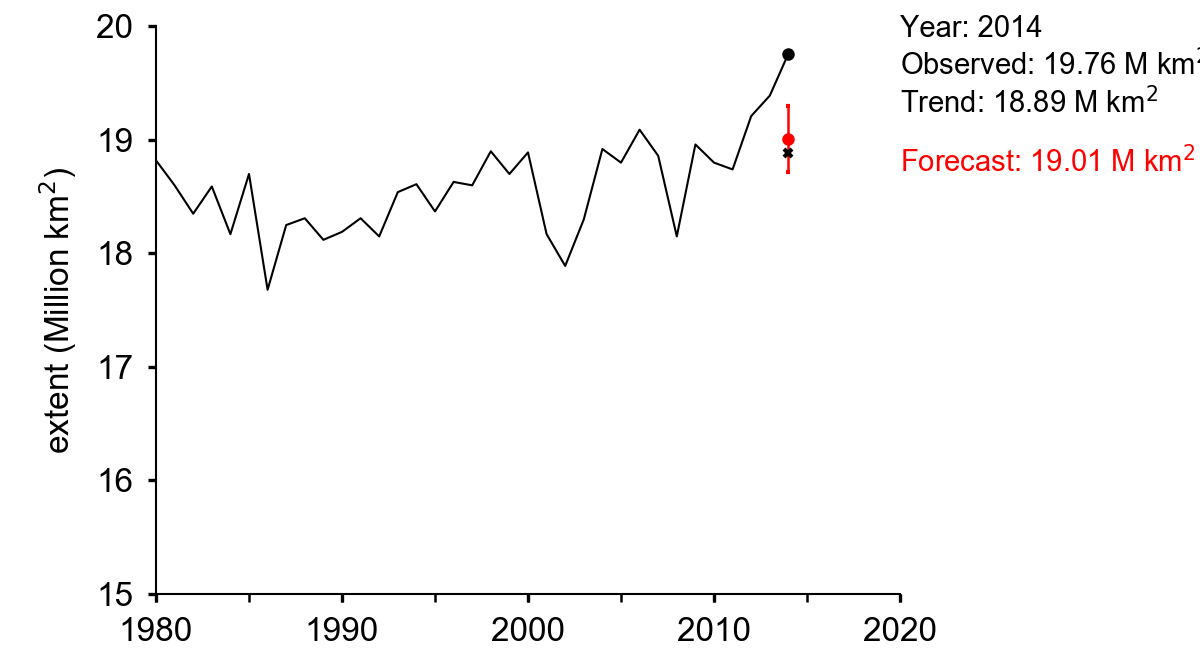 20
19
18
17
16
15
extent (Million km²)
1980 1990 2000 2010 2020
Year: 2014
Observed: 19.76 M km²
Trend: 18.89 M km²
Forecast: 19.01 M km²